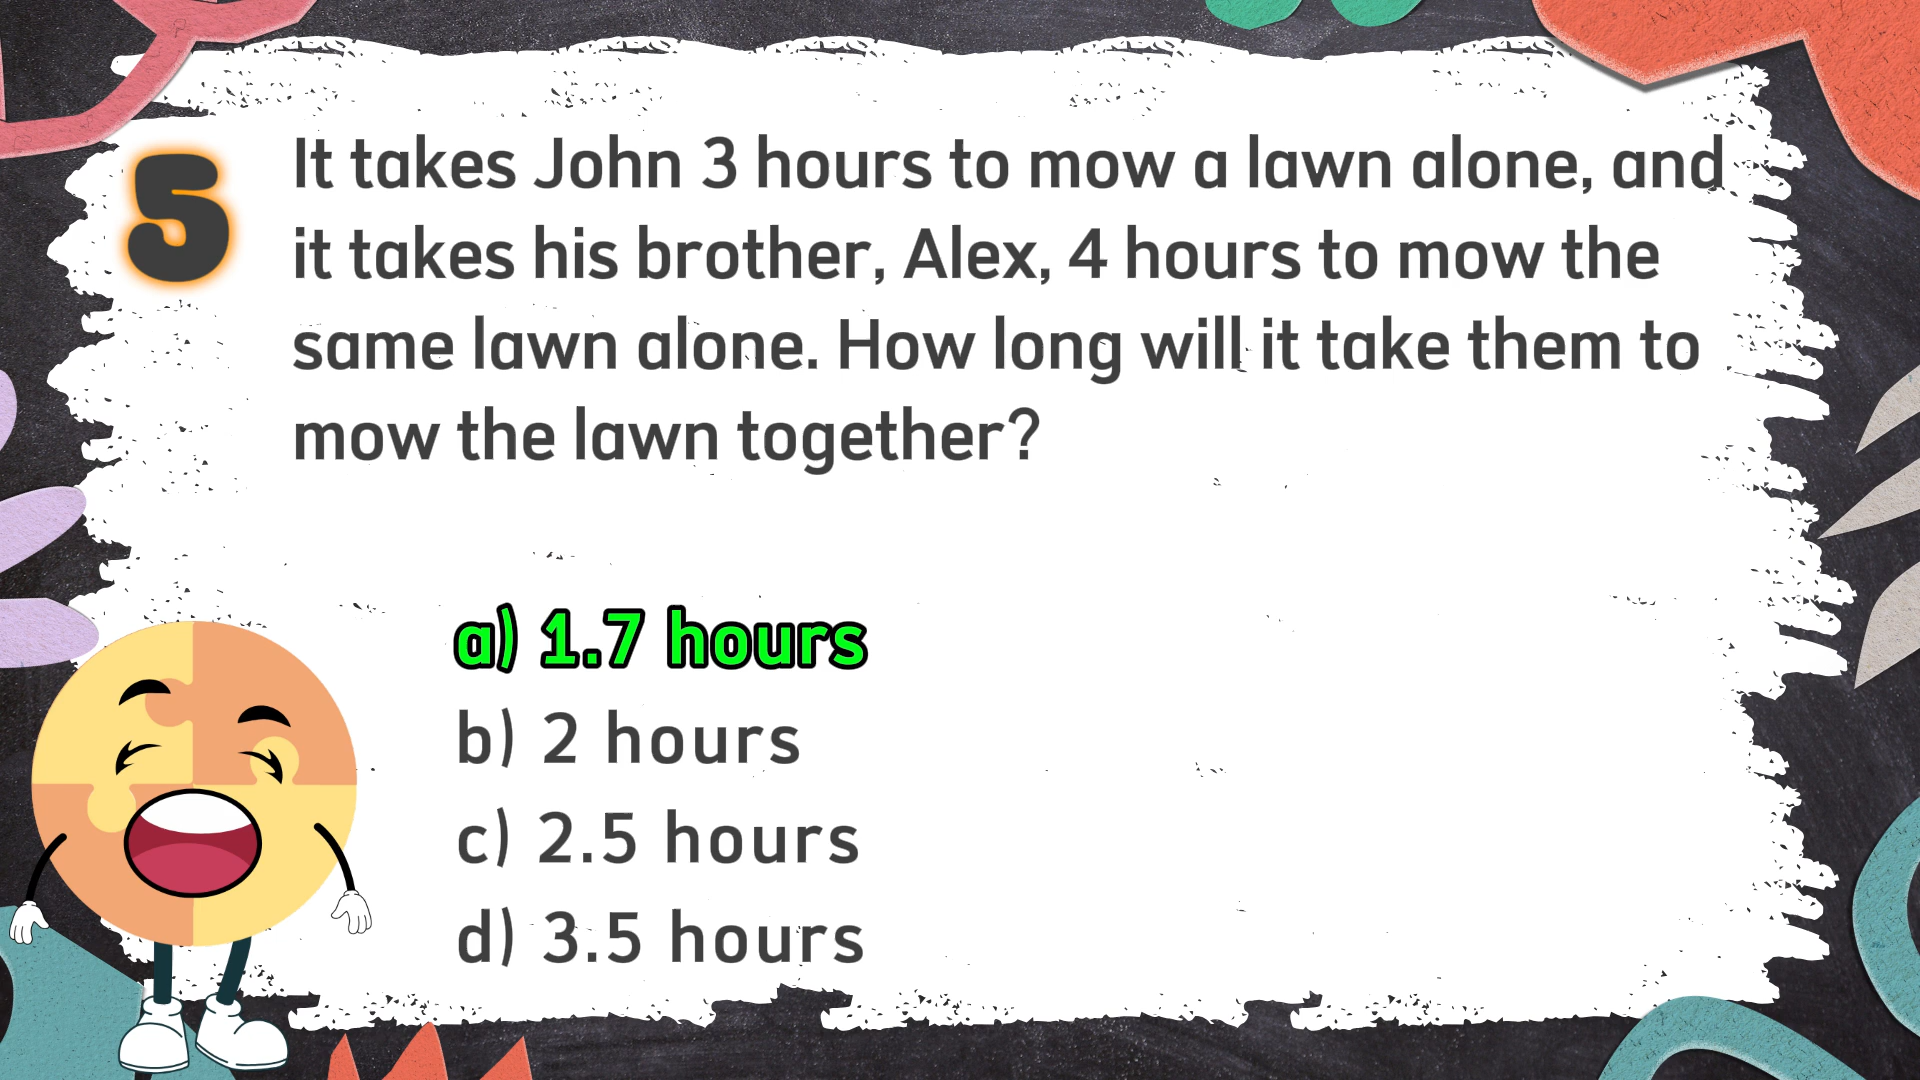 5
It takes John 3 hours to mow a lawn alone, and
it takes his brother, Alex, 4 hours to mow the
same lawn alone. How long will it take them to
mow the lawn together?
a) 1.7 hours
b) 2 hours
c) 2.5 hours
d) 3.5 hours